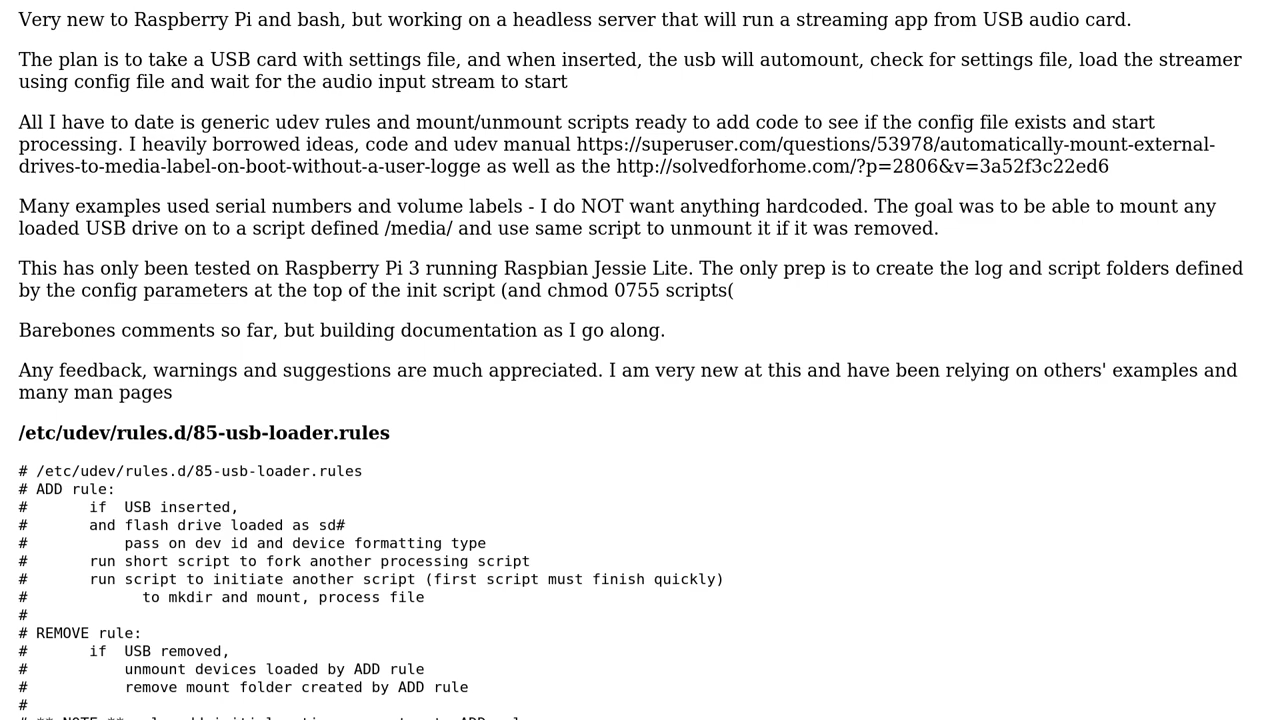 Very new to Raspberry Pi and bash, but working on a headless server that will run a streaming app from USB audio card.
The plan is to take a USB card with settings file, and when inserted, the usb will automount, check for settings file, load the streamer
using config file and wait for the audio input stream to start
All I have to date is generic udev rules and mount/unmount scripts ready to add code to see if the config file exists and start
processing. I heavily borrowed ideas, code and udev manual https://superuser.com/questions/53978/automatically-mount-external-
drives-to-media-label-on-boot-without-a-user-logge as well as the http://solvedforhome.com/?p=2806&v=3a52f3c22ed6
Many examples used serial numbers and volume labels - I do NOT want anything hardcoded. The goal was to be able to mount any
loaded USB drive on to a script defined /media/ and use same script to unmount it if it was removed.
This has only been tested on Raspberry Pi 3 running Raspbian Jessie Lite. The only prep is to create the log and script folders defined
by the config parameters at the top of the init script (and chmod 0755 scripts(
Barebones comments so far, but building documentation as I go along.
Any feedback, warnings and suggestions are much appreciated. I am very new at this and have been relying on others' examples and
many man pages
/etc/udev/rules.d/85-usb-loader.rules
# /etc/udev/rules.d/85-usb-loader.rules
# ADD rule:
#       if  USB inserted,
#       and flash drive loaded as sd#
#           pass on dev id and device formatting type
#       run short script to fork another processing script
#       run script to initiate another script (first script must finish quickly)
#             to mkdir and mount, process file
#
# REMOVE rule:
#       if  USB removed,
#           unmount devices loaded by ADD rule
#           remove mount folder created by ADD rule
#